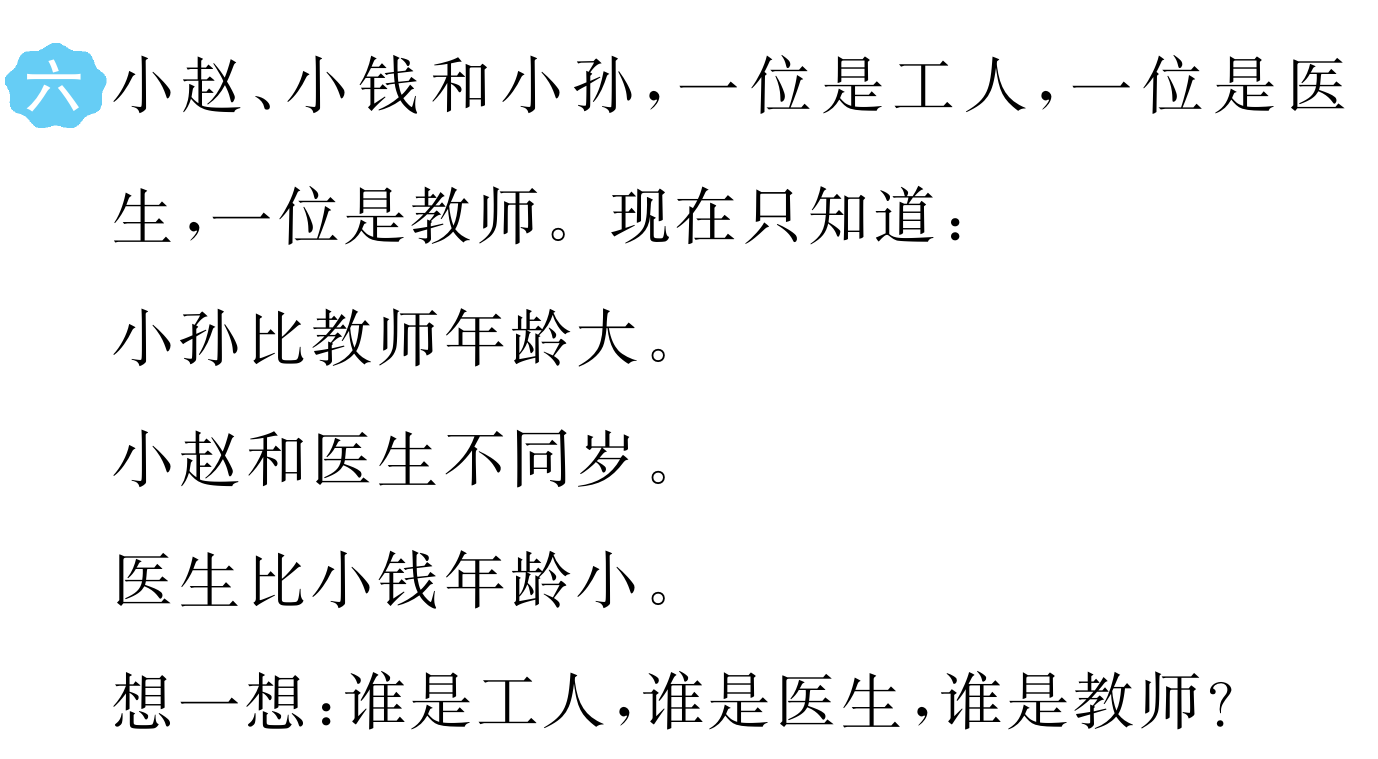 六 小赵、小钱和小孙,一位是工人,一位是医
生,一位是教师。现在只知道:
小孙比教师年龄大。
小赵和医生不同岁。
医生比小钱年龄小。
想一想:谁是工人,谁是医生,谁是教师?